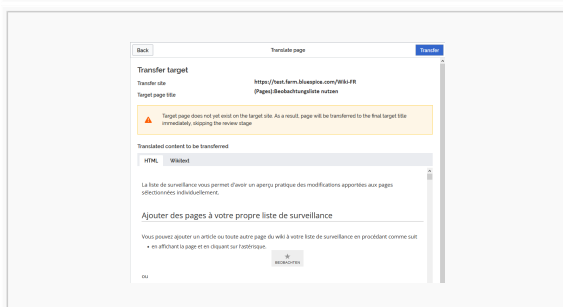 Back
Translate page
Transfer
Transfer target
Transfer site
https://test.farm.bluespice.com/Wiki-FR
Target page title
(Pages):Beobachtungsliste nutzen
Target page does not yet exist on the target site. As a result, page will be transferred to the final target title
immediately, skipping the review stage
Translated content to be transferred
HTML
Wikitext
La liste de surveillance vous permet d'avoir un aperçu pratique des modifications apportées aux pages
sélectionnées individuellement.
Ajouter des pages à votre propre liste de surveillance
Vous pouvez ajouter un article ou toute autre page du wiki à votre liste de surveillance en procédant comme suit
• en affichant la page et en cliquant sur l'astérisque.
BEOBACHTEN
ou